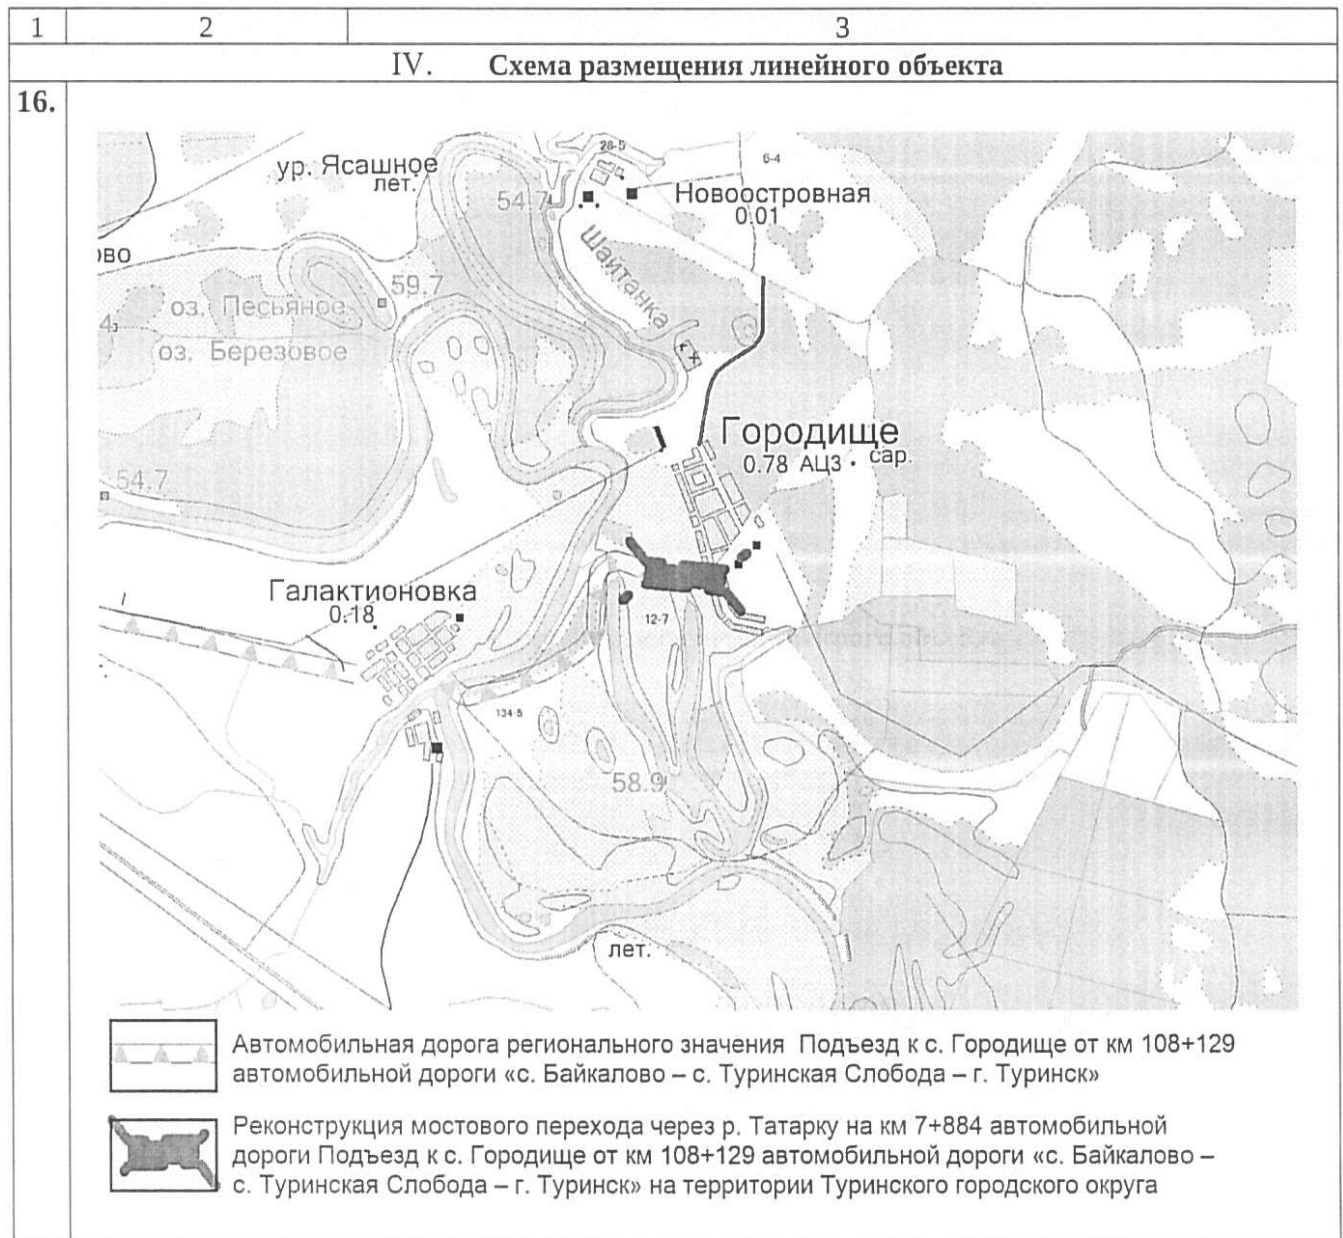 1 2 3
IV. Схема размещения линейного объекта
16.
ур. Ясашное
лет.
28-5
6-4
54.7
Новоостровная
0.01
Шайтанка
ово
59.7
оз. Песьяное
4
оз. Березовое
Городище
0.78 АЦЗ · сар.
54.7
Галактионовка
0.18
12-7
134-5
58.9
лет.
Автомобильная дорога регионального значения Подъезд к с. Городище от км 108+129
автомобильной дороги «с. Байкалово – с. Туринская Слобода – г. Туринск»
Реконструкция мостового перехода через р. Татарку на км 7+884 автомобильной
дороги Подъезд к с. Городище от км 108+129 автомобильной дороги «с. Байкалово –
с. Туринская Слобода – г. Туринск» на территории Туринского городского округа